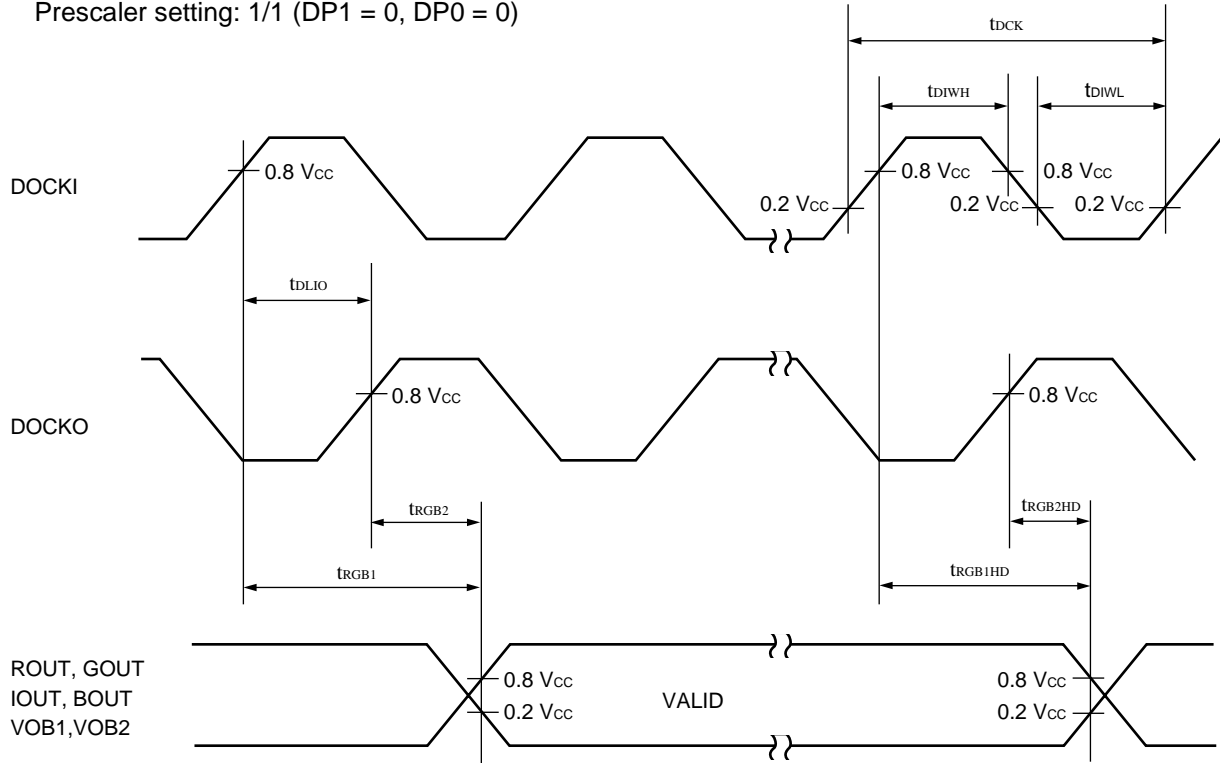 Prescaler setting: 1/1 (DP1 = 0, DP0 = 0)
tDCK
tDIWH
tDIWL
DOCKI
0.8 VCC
0.2 VCC
0.8 VCC
0.8 VCC
0.2 VCC
0.2 VCC
tDLIO
DOCKO
0.8 VCC
0.8 VCC
tRGB2
tRGB2HD
tRGB1
tRGB1HD
ROUT, GOUT
IOUT, BOUT
VOB1,VOB2
0.8 VCC
0.2 VCC
VALID
0.8 VCC
0.2 VCC